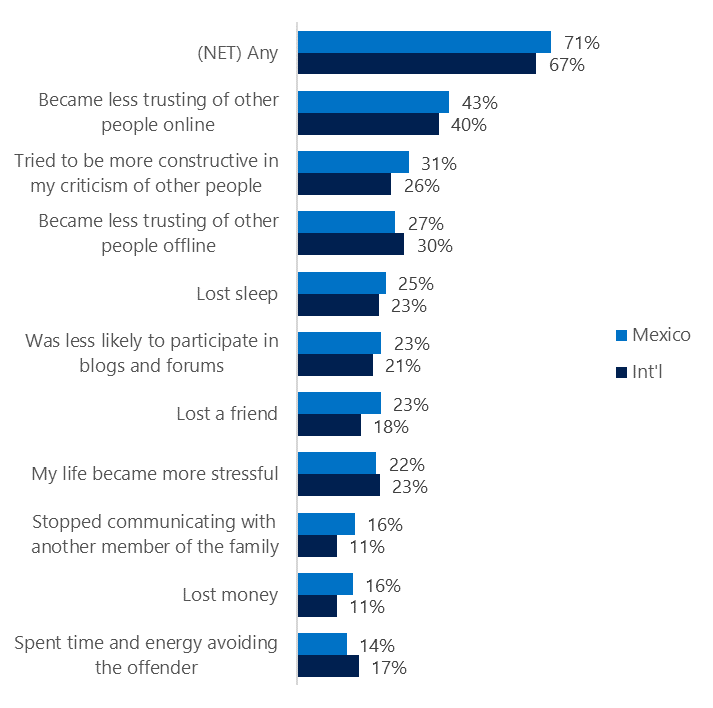 (NET) Any
71%
67%
Became less trusting of other
people online
43%
40%
Tried to be more constructive in
my criticism of other people
31%
26%
Became less trusting of other
people offline
27%
30%
Lost sleep
25%
23%
Was less likely to participate in
blogs and forums
23%
21%
Lost a friend
23%
18%
My life became more stressful
22%
23%
Stopped communicating with
another member of the family
16%
11%
Lost money
16%
11%
Spent time and energy avoiding
the offender
14%
17%
Mexico
Int'l